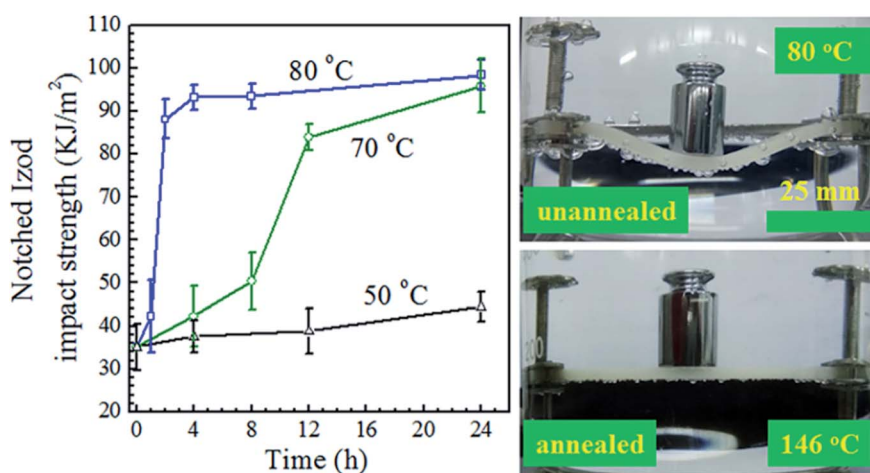 Notched Izod
impact strength (KJ/m²)
110
100
90
80
70
60
50
40
30
20
80 °C
70 °C
50 °C
0 4 8 12 16 20 24
Time (h)
80 °C
unannealed
25 mm
annealed
146 °C